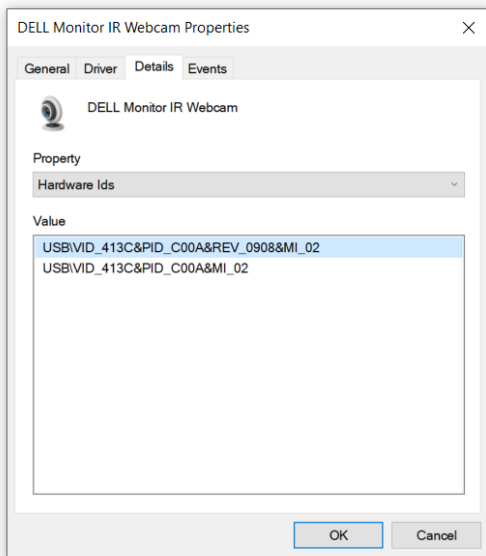 DELL Monitor IR Webcam Properties
General Driver Details Events
DELL Monitor IR Webcam
Property
Hardware Ids
Value
USB\VID_413C&PID_C00A&REV_0908&MI_02
USB\VID_413C&PID_C00A&MI_02
OK Cancel